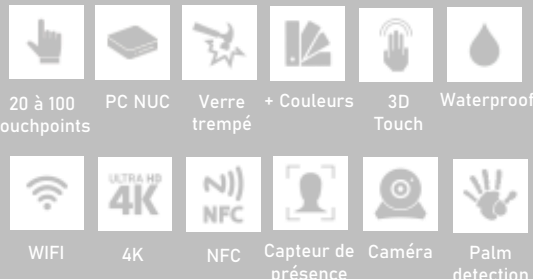 20 à 100
ouchpoints
PC NUC
Verre
trempé
+ Couleurs
3D
Touch
Waterproof
ULTRA HD
4K
NFC
WIFI
4K
NFC
Capteur de
présence
Caméra
Palm
detection